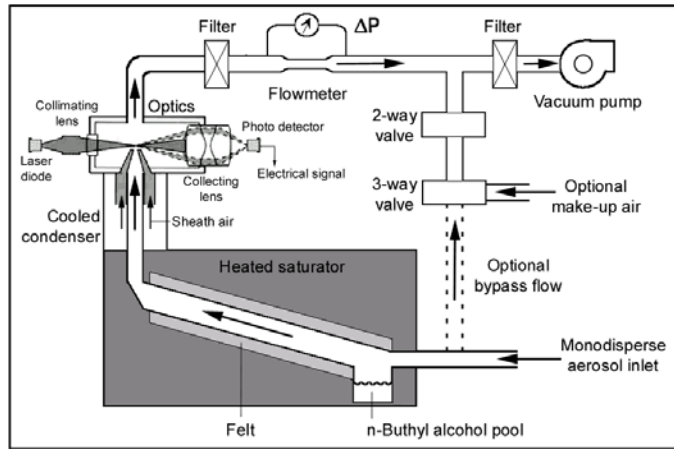 Filter
ΔP
Filter
Collimating
lens
Optics
Flowmeter
Vacuum pump
Photo detector
2-way
valve
Laser
diode
Collecting
lens
Electrical signal
3-way
valve
Optional
make-up air
Cooled
condenser
Sheath air
Heated saturator
Optional
bypass flow
Monodisperse
aerosol inlet
Felt
n-Buthyl alcohol pool